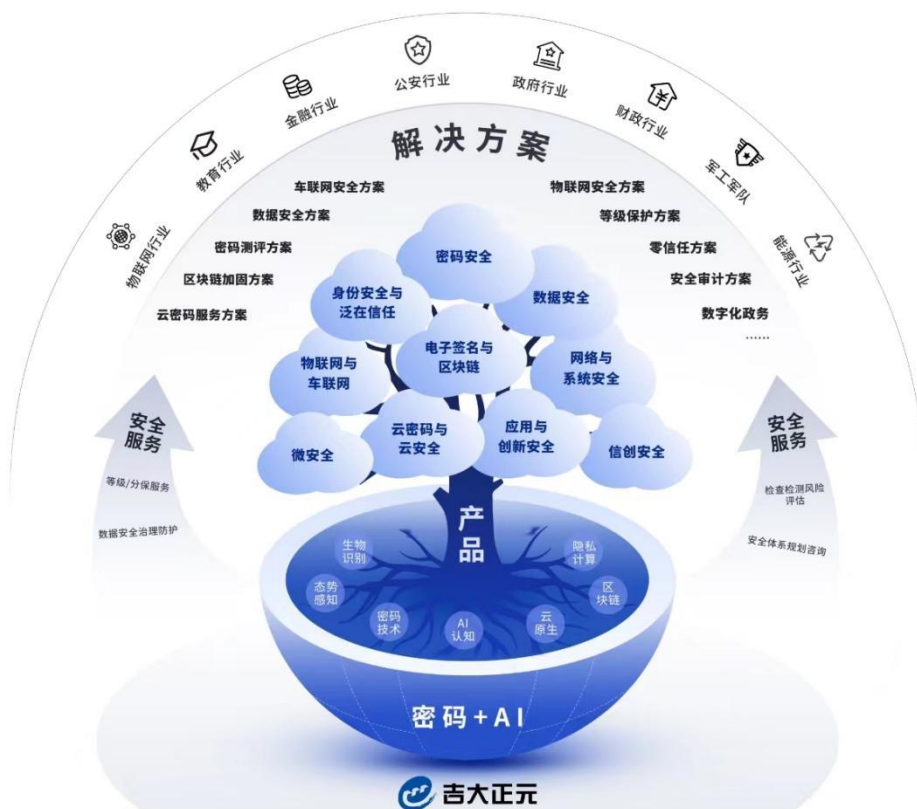 物联网行业
教育行业
金融行业
公安行业
政府行业
财政行业
军工军队
能源行业
解决方案
车联网安全方案
数据安全方案
密码测评方案
区块链加固方案
云密码服务方案
物联网安全方案
等级保护方案
零信任方案
安全审计方案
数字化政务
......
密码安全
身份安全与
泛在信任
数据安全
电子签名与
区块链
物联网与
车联网
网络与
系统安全
微安全
云密码与
云安全
应用与
创新安全
信创安全
安全
服务
等级/分保服务
数据安全治理防护
安全
服务
检查检测风险
评估
安全体系规划咨询
产
品
生物
识别
隐私
计算
态势
感知
区
块链
密码
技术
AI
认知
云
原生
密码+AI
吉大正元